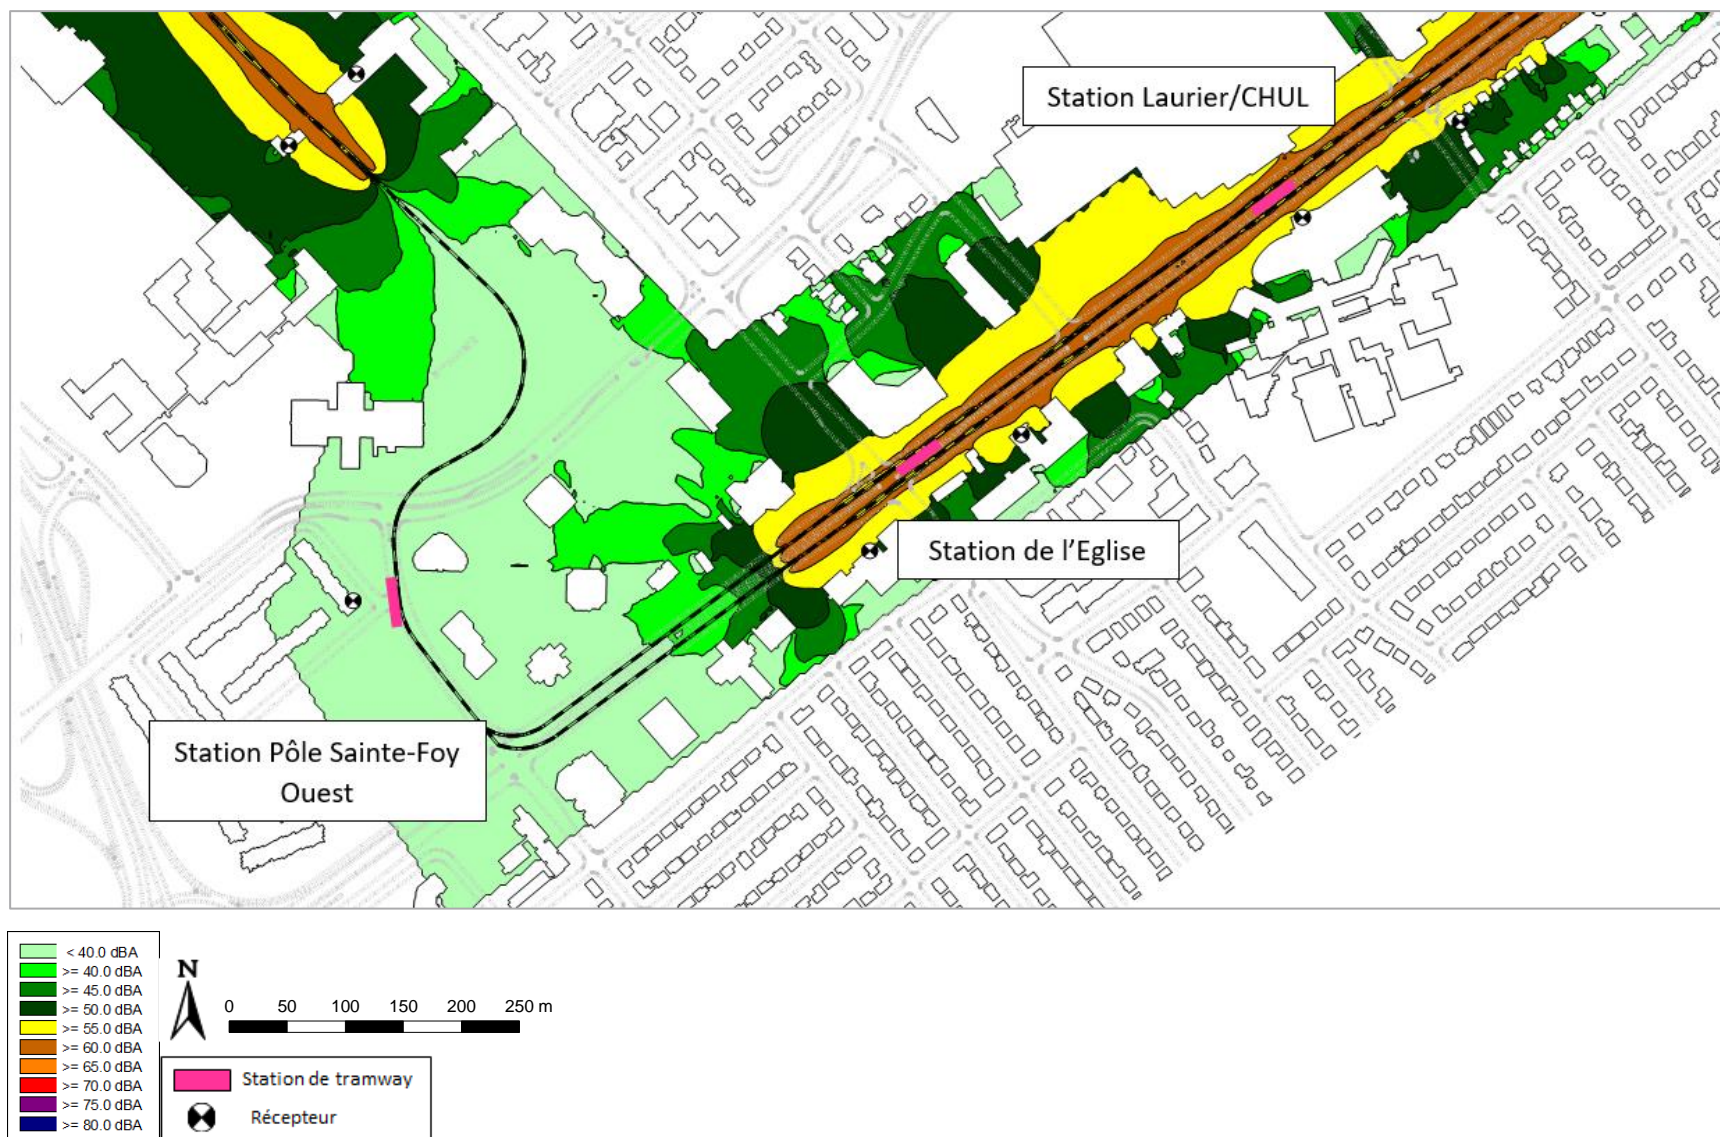 Station Laurier/CHUL
Station de l'Eglise
Station Pôle Sainte-Foy
Ouest
< 40.0 dBA
>= 40.0 dBA
>= 45.0 dBA
>= 50.0 dBA
>= 55.0 dBA
>= 60.0 dBA
>= 65.0 dBA
>= 70.0 dBA
>= 75.0 dBA
>= 80.0 dBA
N
0 50 100 150 200 250 m
Station de tramway
Récepteur